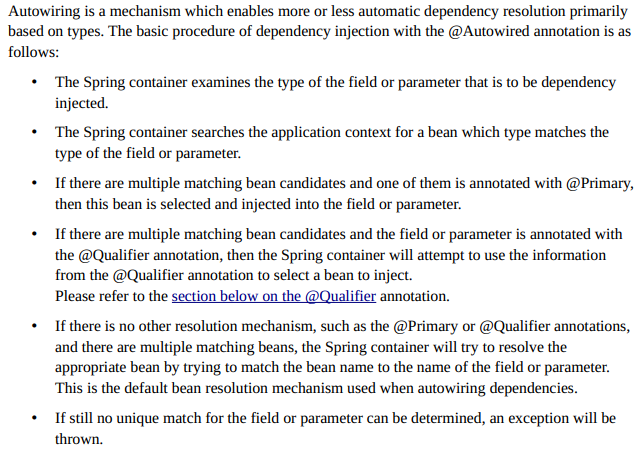 Autowiring is a mechanism which enables more or less automatic dependency resolution primarily
based on types. The basic procedure of dependency injection with the @Autowired annotation is as
follows:
• The Spring container examines the type of the field or parameter that is to be dependency
injected.
• The Spring container searches the application context for a bean which type matches the
type of the field or parameter.
• If there are multiple matching bean candidates and one of them is annotated with @Primary,
then this bean is selected and injected into the field or parameter.
• If there are multiple matching bean candidates and the field or parameter is annotated with
the @Qualifier annotation, then the Spring container will attempt to use the information
from the @Qualifier annotation to select a bean to inject.
Please refer to the section below on the @Qualifier annotation.
• If there is no other resolution mechanism, such as the @Primary or @Qualifier annotations,
and there are multiple matching beans, the Spring container will try to resolve the
appropriate bean by trying to match the bean name to the name of the field or parameter.
This is the default bean resolution mechanism used when autowiring dependencies.
• If still no unique match for the field or parameter can be determined, an exception will be
thrown.